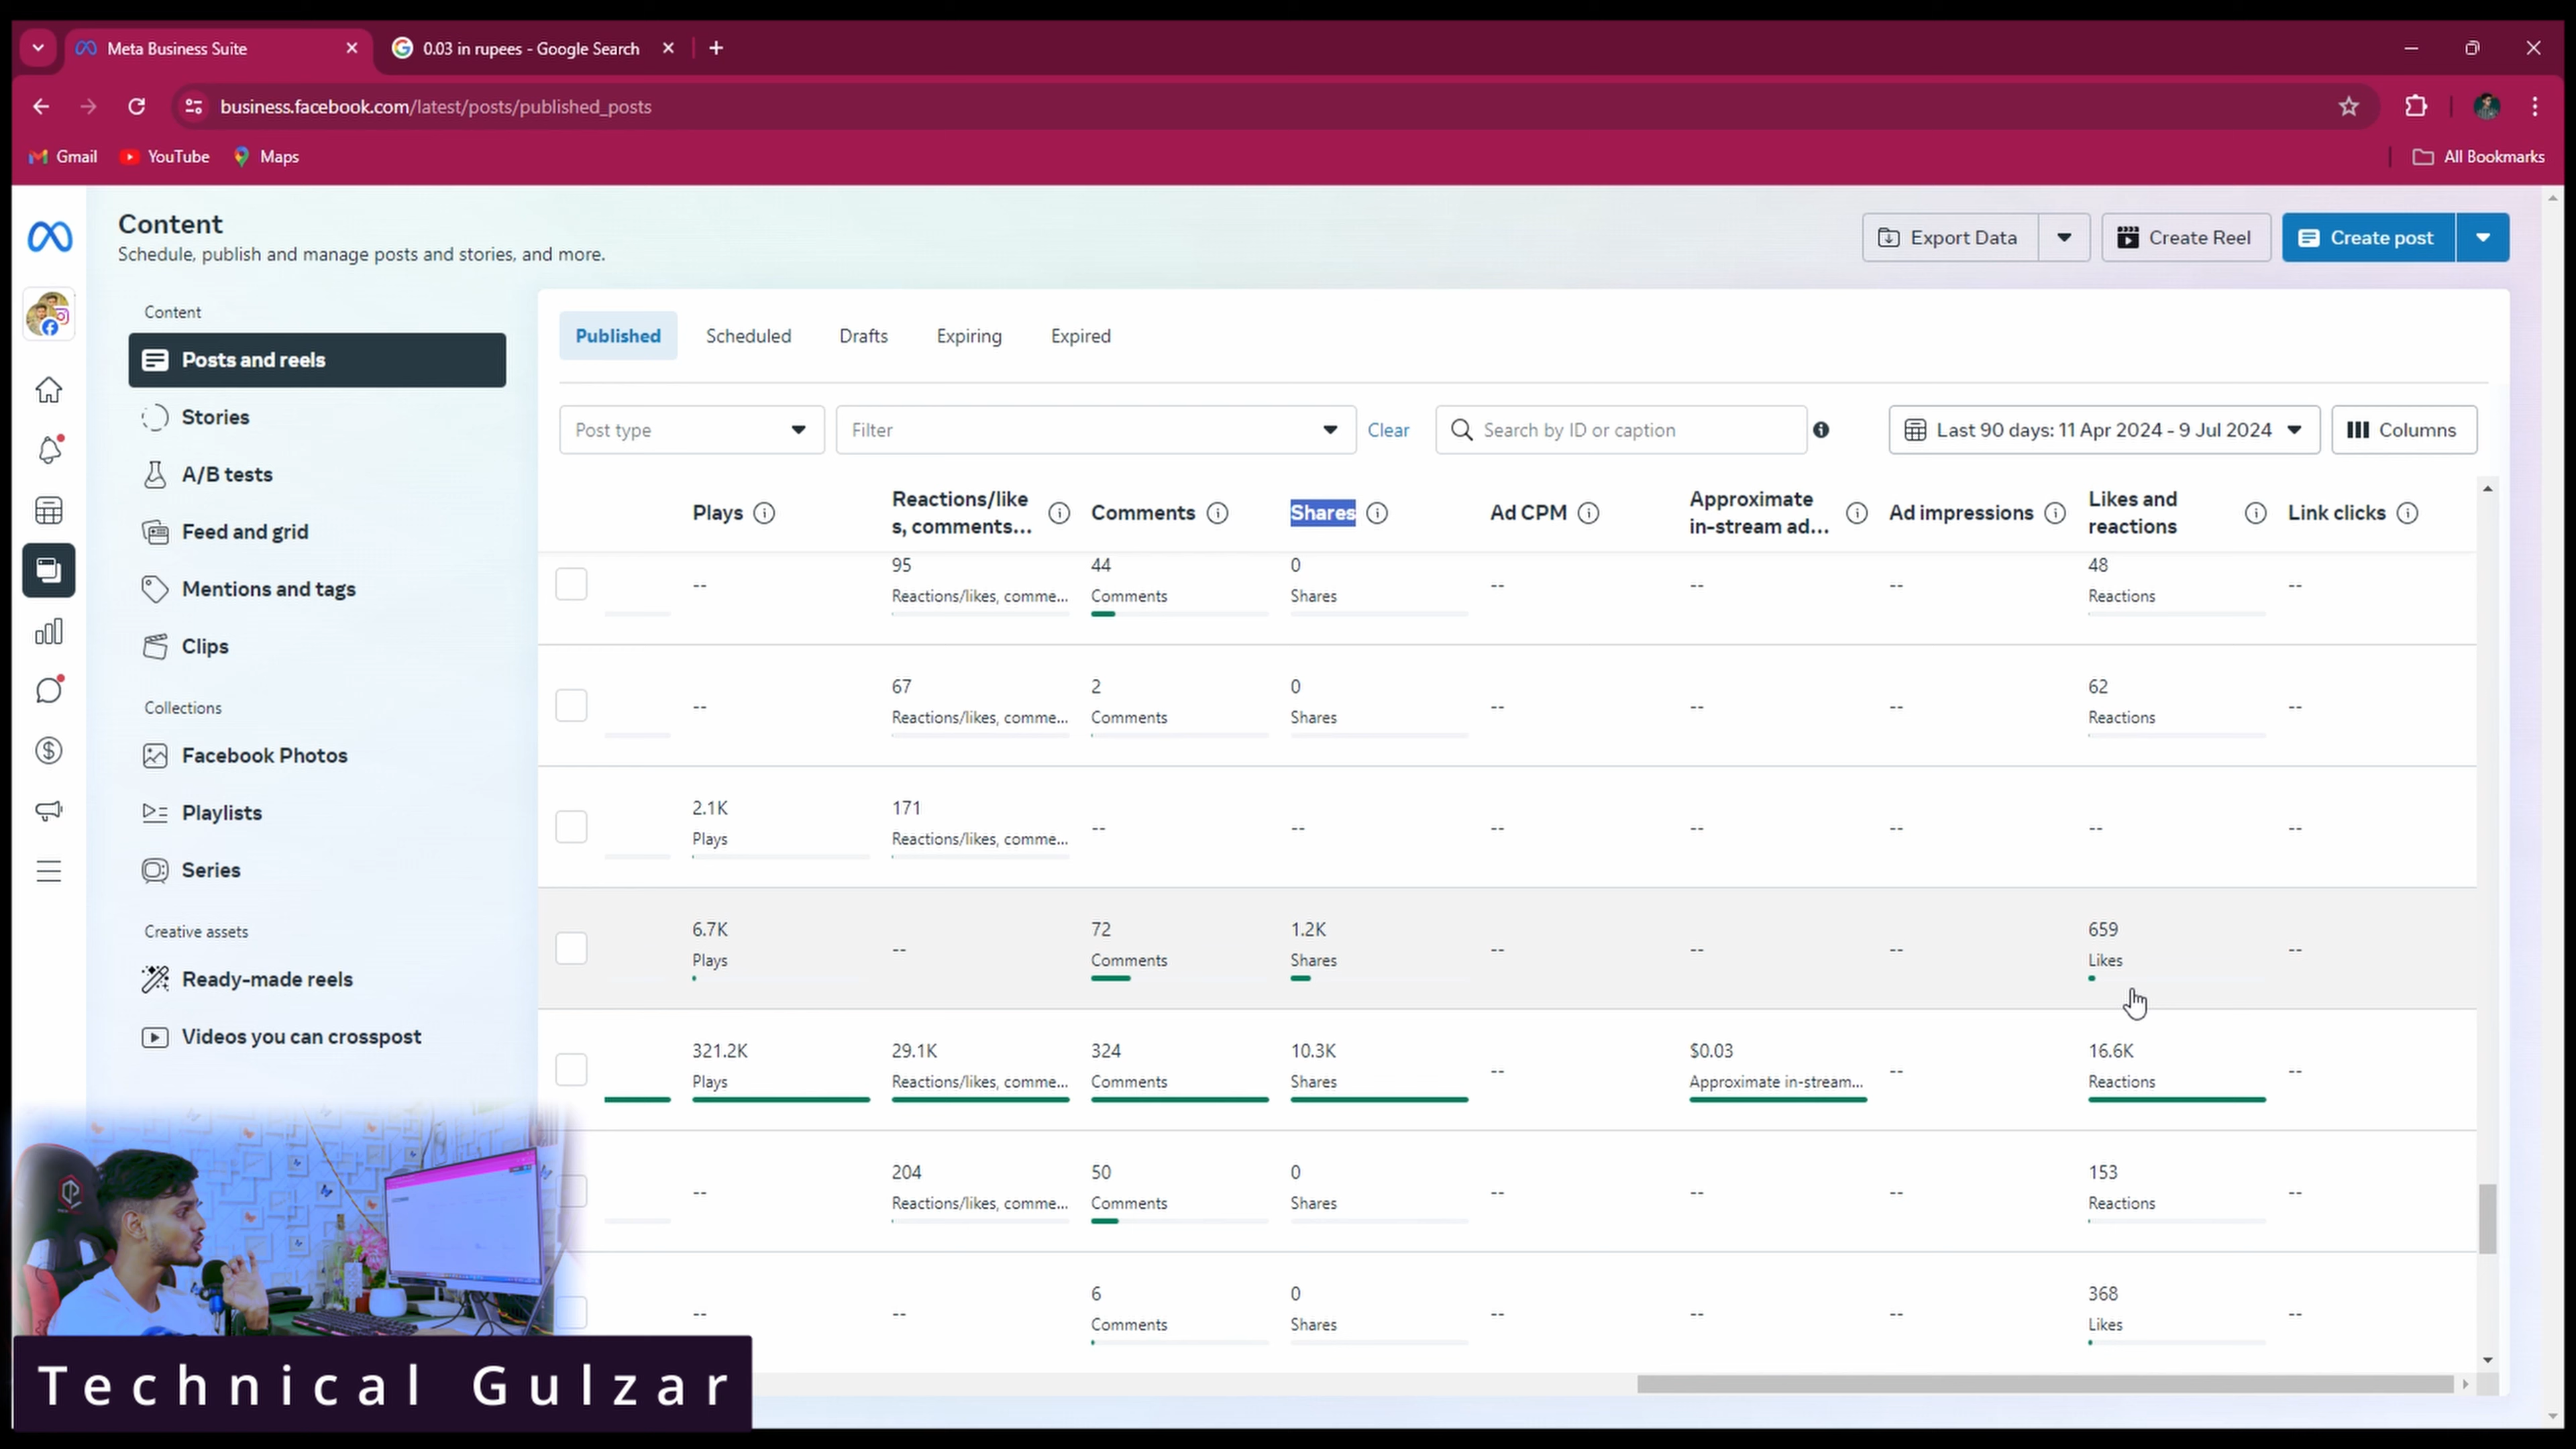 Meta Business Suite
0.03 in rupees - Google Search
business.facebook.com/latest/posts/published_posts
Gmail
YouTube
Maps
All Bookmarks
Content
Schedule, publish and manage posts and stories, and more.
Export Data
Create Reel
Create post
Content
Posts and reels
Stories
A/B tests
Feed and grid
Mentions and tags
Clips
Collections
Facebook Photos
Playlists
Series
Creative assets
Ready-made reels
Videos you can crosspost
Published
Scheduled
Drafts
Expiring
Expired
Post type
Filter
Clear
Search by ID or caption
Last 90 days: 11 Apr 2024 - 9 Jul 2024
Columns
Plays
Reactions/like
s, comments...
Comments
Shares
Ad CPM
Approximate
in-stream ad...
Ad impressions
Likes and
reactions
Link clicks
-- 95 44 0 -- -- -- 48 --
Reactions/likes, comme... Comments Shares Reactions
-- 67 2 0 -- -- -- 62 --
Reactions/likes, comme... Comments Shares Reactions
2.1K 171 -- -- -- -- -- -- --
Plays Reactions/likes, comme...
6.7K -- 72 1.2K -- -- -- 659 --
Plays Comments Shares Likes
321.2K 29.1K 324 10.3K -- $0.03 -- 16.6K --
Plays Reactions/likes, comme... Comments Shares Approximate in-stream... Reactions
-- 204 50 0 -- -- -- 153 --
Reactions/likes, comme... Comments Shares Reactions
-- -- 6 0 -- -- -- 368 --
Comments Shares Likes
Technical Gulzar